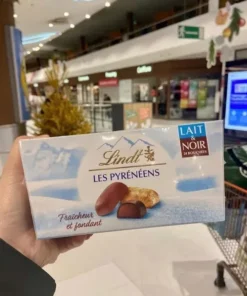 LAIT
&
NOIR
Lindt
LES PYRÉNÉENS
Fraîcheur
et fondant